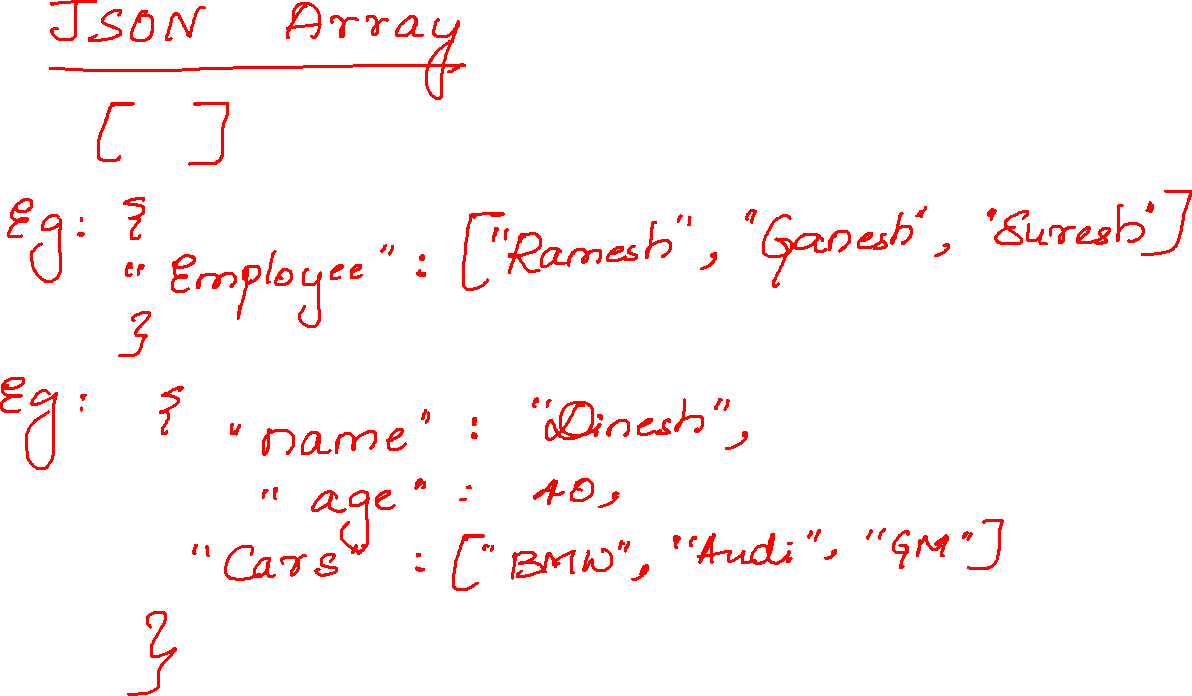 JSON Array
[ ]
Eg: {
"Employee" : ["Ramesh", "Ganesh", "Suresh"]
}
Eg: { "name" : "Dinesh",
"age" : 40,
"Cars" : ["BMW", "Audi", "GM"]
}